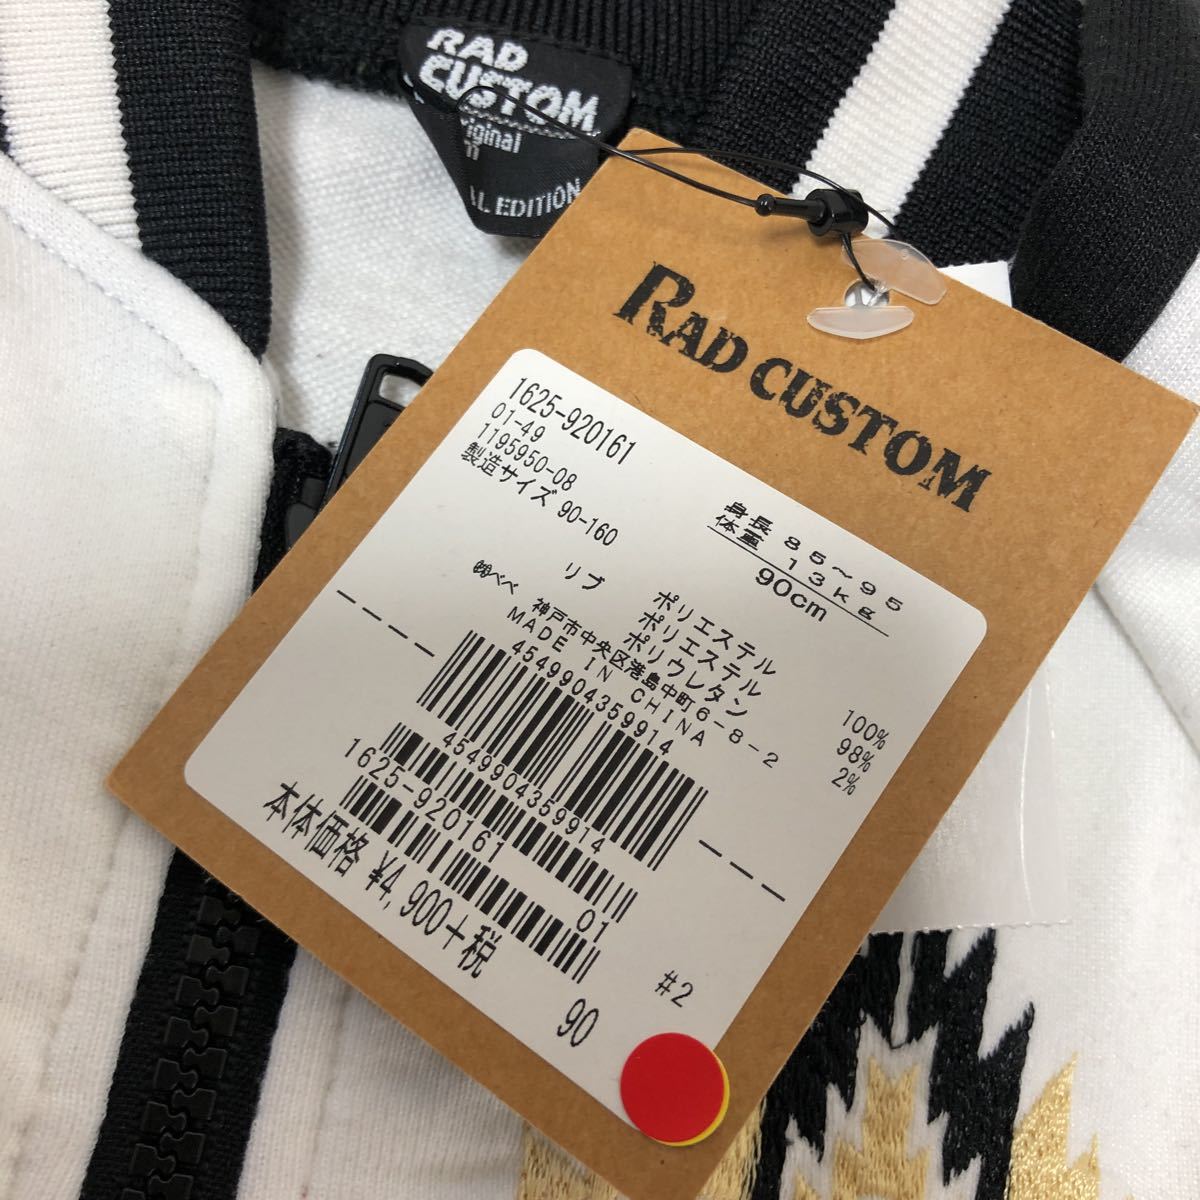 RAD
CUSTOM
riginal
77
AL EDITION
RAD CUSTOM
1625-920161
01-49
1195950-08
製造サイズ 90-160
身長 85～95
体重 13kg
90cm
ポリエステル 100%
リブ ポリエステル 98%
ポリウレタン 2%
㈱べべ 神戸市中央区港島中町6-8-2
MADE IN CHINA
4549904359914
4549904359914
1625-920161 01
本体価格 ¥4,900+税
#2
90